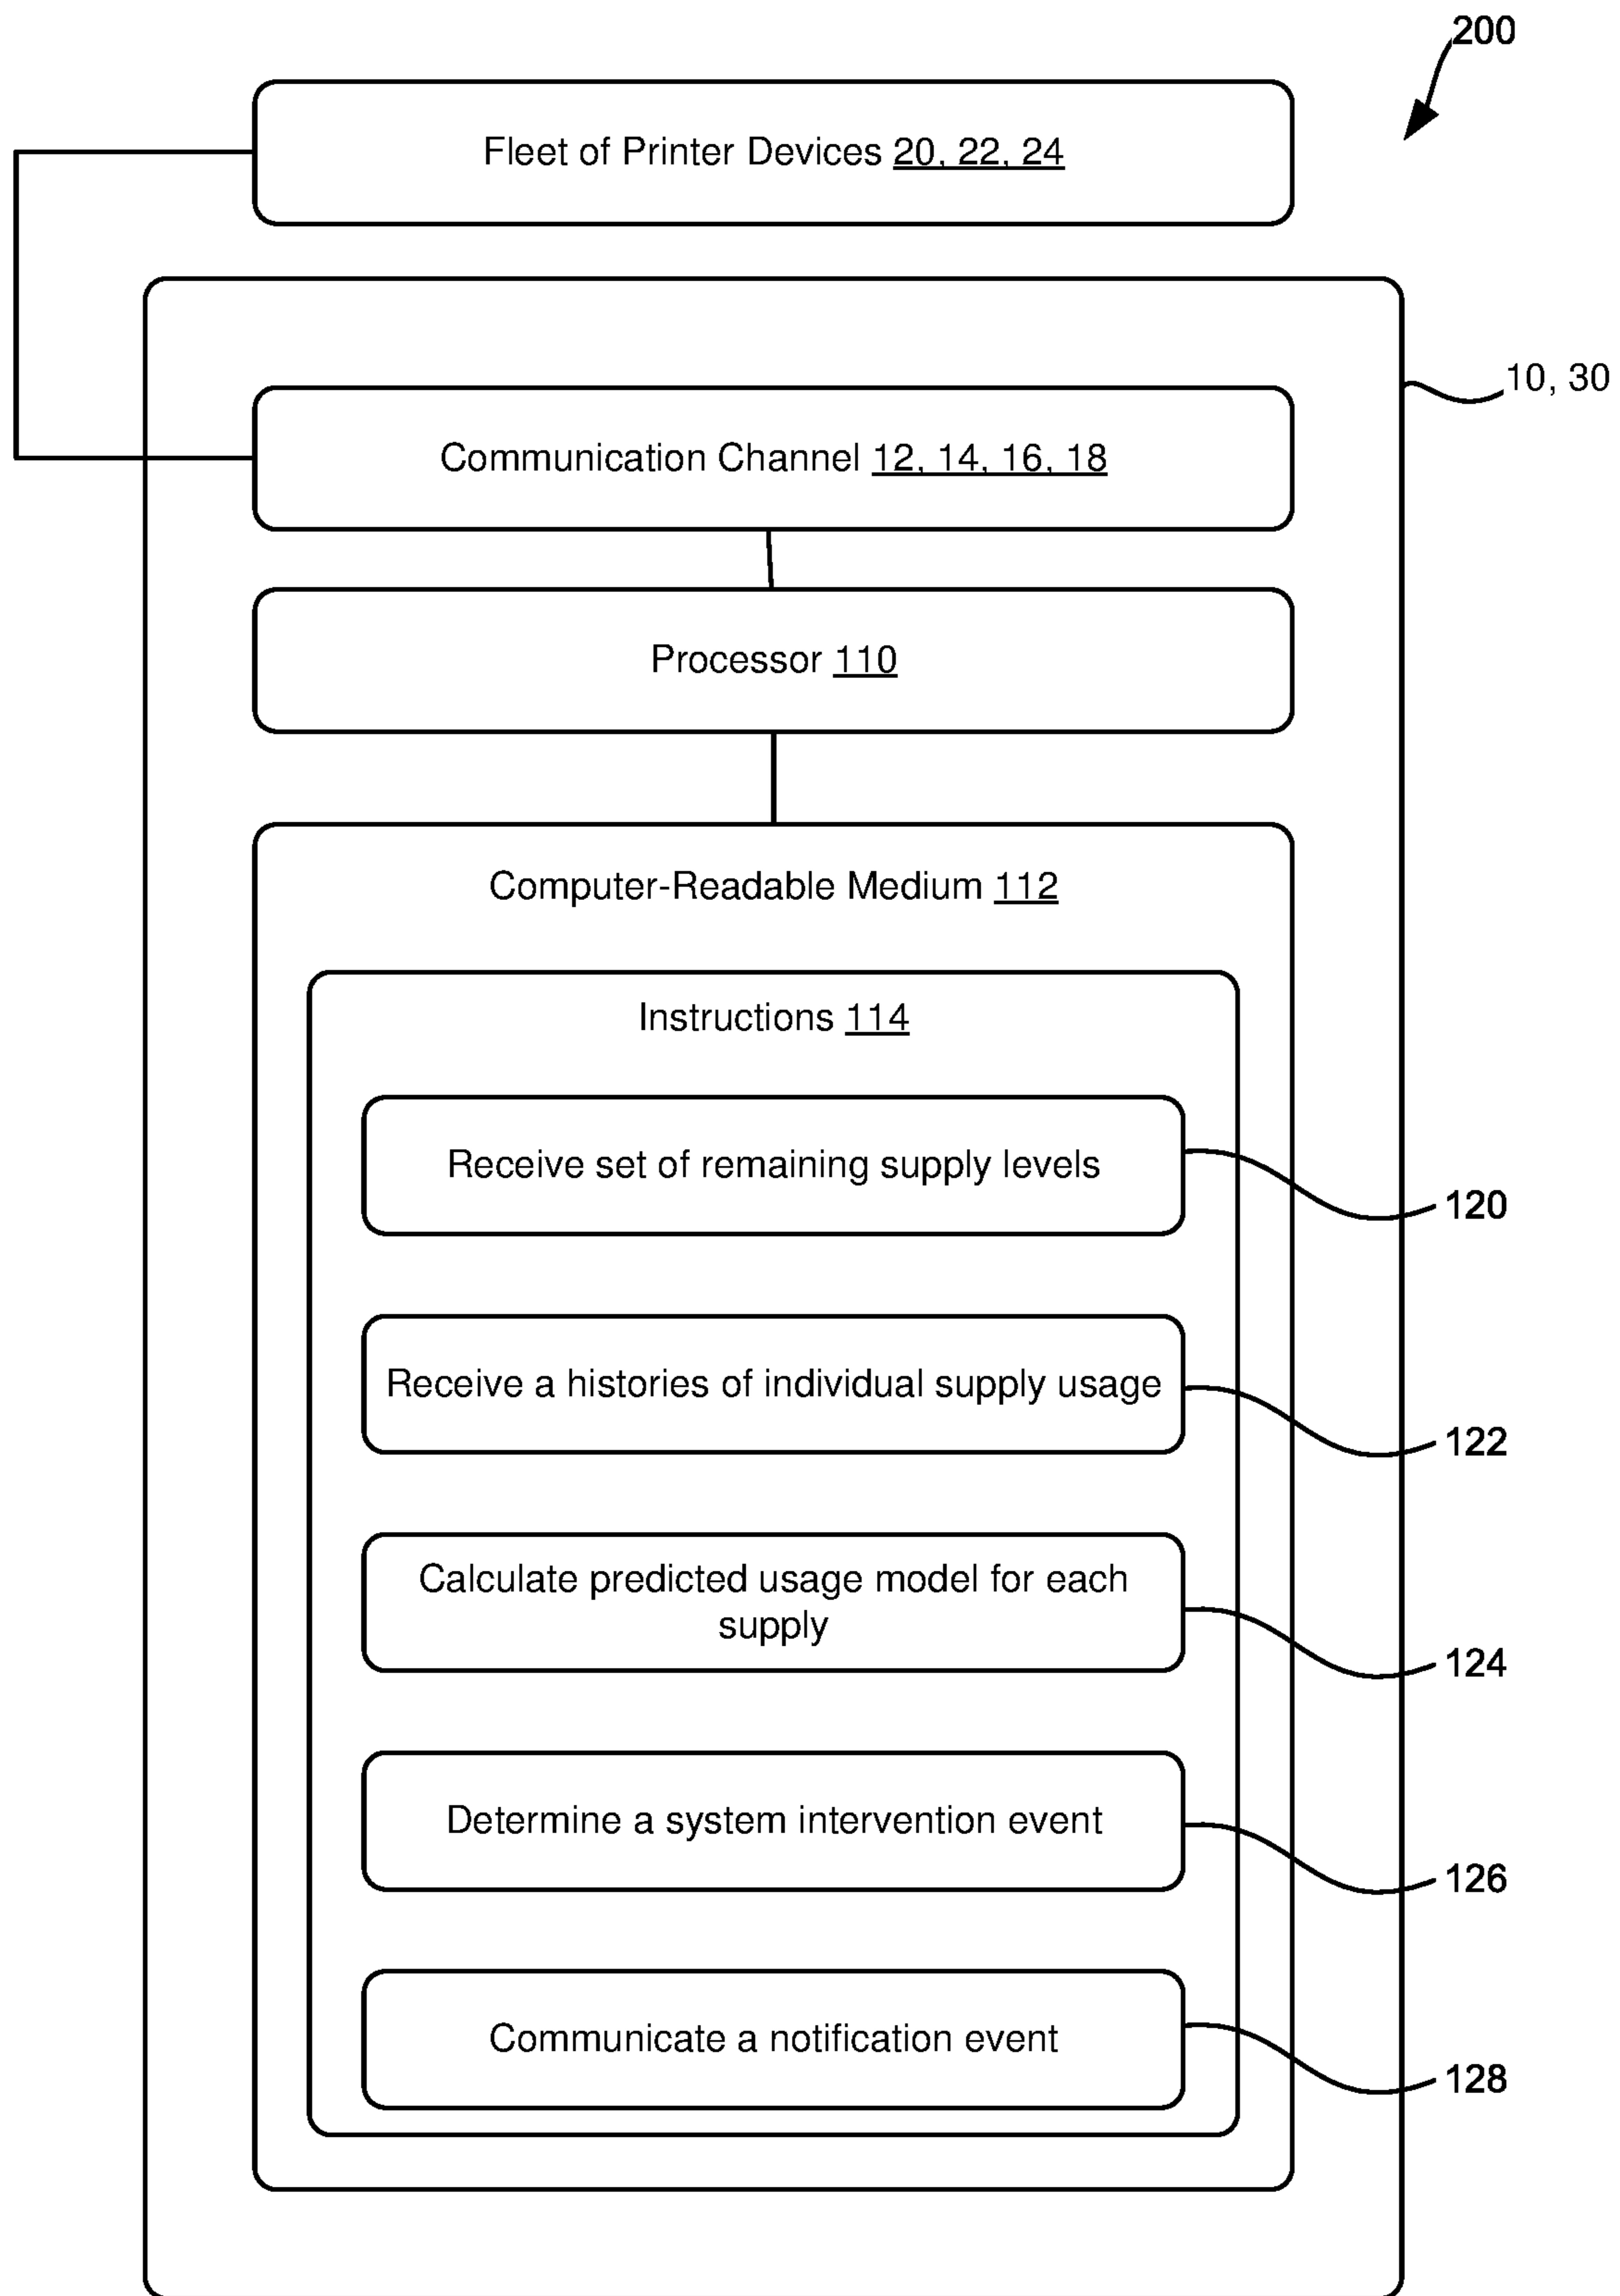 200
Fleet of Printer Devices 20, 22, 24
10, 30
Communication Channel 12, 14, 16, 18
Processor 110
Computer-Readable Medium 112
Instructions 114
Receive set of remaining supply levels
120
Receive a histories of individual supply usage
122
Calculate predicted usage model for each
supply
124
Determine a system intervention event
126
Communicate a notification event
128